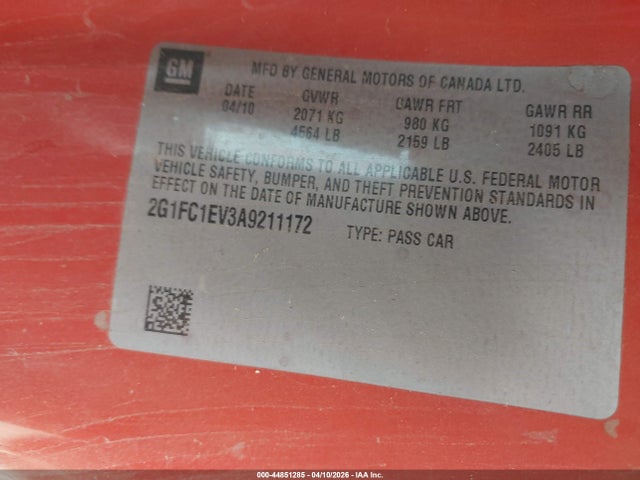 GM
MFD BY GENERAL MOTORS OF CANADA LTD.
DATE GVWR GAWR FRT GAWR RR
04/10 2071 KG 980 KG 1091 KG
4564 LB 2159 LB 2405 LB
THIS VEHICLE CONFORMS TO ALL APPLICABLE U.S. FEDERAL MOTOR
VEHICLE SAFETY, BUMPER, AND THEFT PREVENTION STANDARDS IN
EFFECT ON THE DATE OF MANUFACTURE SHOWN ABOVE.
2G1FC1EV3A9211172 TYPE: PASS CAR
000-44851285 - 04/10/2026 - IAA Inc.